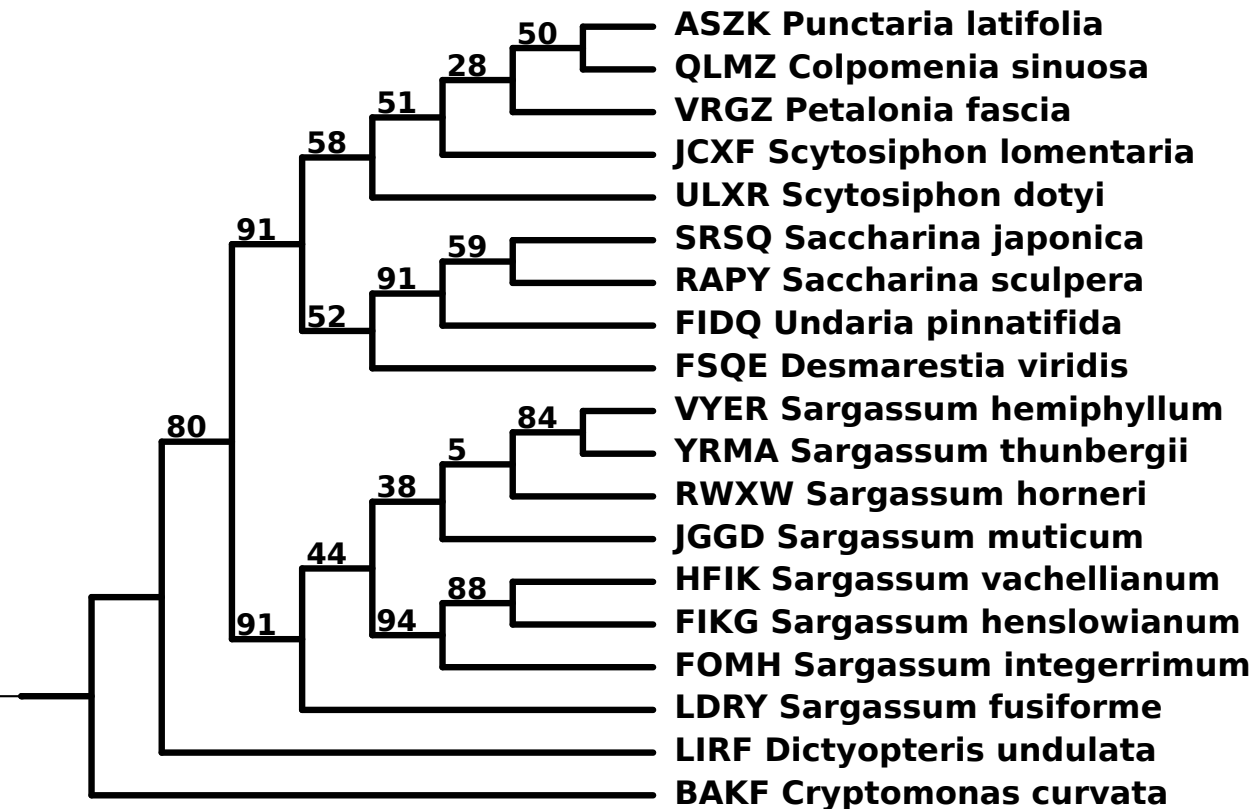 50 ASZK Punctaria latifolia
28 QLMZ Colpomenia sinuosa
51 VRGZ Petalonia fascia
58 JCXF Scytosiphon lomentaria
ULXR Scytosiphon dotyi
91 59 SRSQ Saccharina japonica
91 RAPY Saccharina sculpera
52 FIDQ Undaria pinnatifida
FSQE Desmarestia viridis
80 84 VYER Sargassum hemiphyllum
5 YRMA Sargassum thunbergii
38 RWXW Sargassum horneri
44 JGGD Sargassum muticum
88 HFIK Sargassum vachellianum
91 94 FIKG Sargassum henslowianum
FOMH Sargassum integerrimum
LDRY Sargassum fusiforme
LIRF Dictyopteris undulata
BAKF Cryptomonas curvata